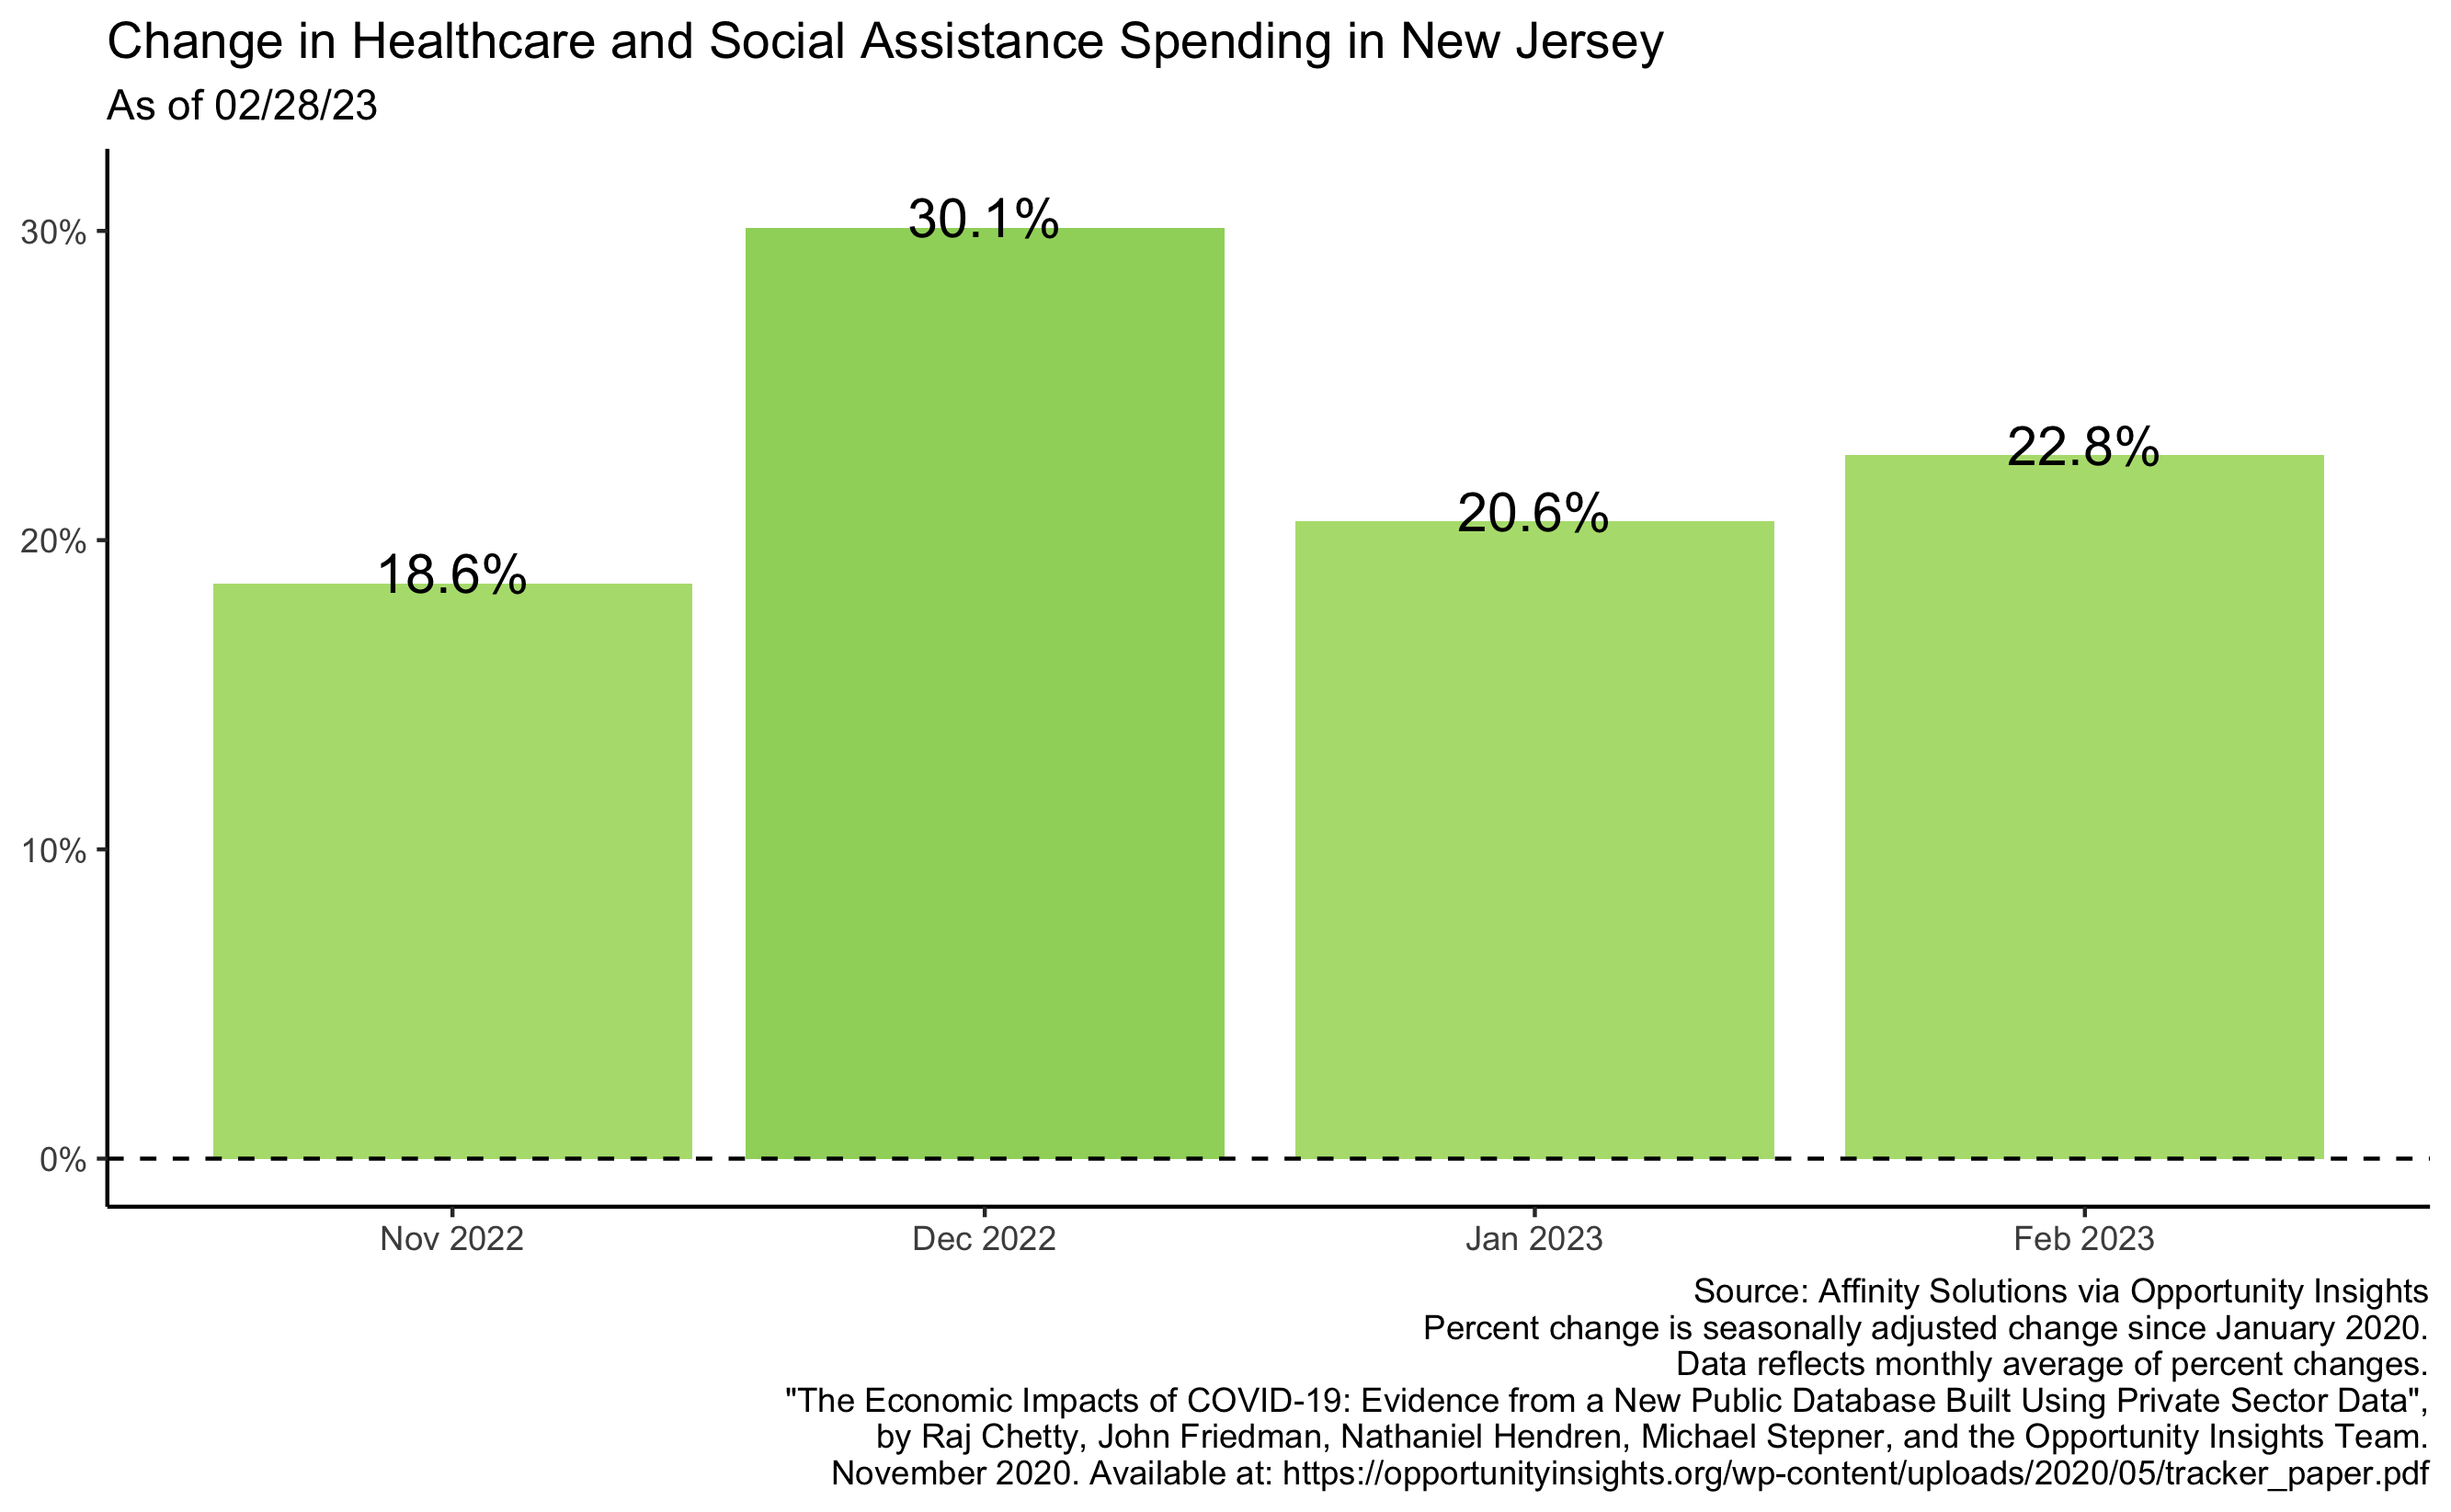 Change in Healthcare and Social Assistance Spending in New Jersey
As of 02/28/23
30%
20%
10%
0%
18.6%
30.1%
20.6%
22.8%
Nov 2022
Dec 2022
Jan 2023
Feb 2023
Source: Affinity Solutions via Opportunity Insights
Percent change is seasonally adjusted change since January 2020.
Data reflects monthly average of percent changes.
"The Economic Impacts of COVID-19: Evidence from a New Public Database Built Using Private Sector Data",
by Raj Chetty, John Friedman, Nathaniel Hendren, Michael Stepner, and the Opportunity Insights Team.
November 2020. Available at: https://opportunityinsights.org/wp-content/uploads/2020/05/tracker_paper.pdf